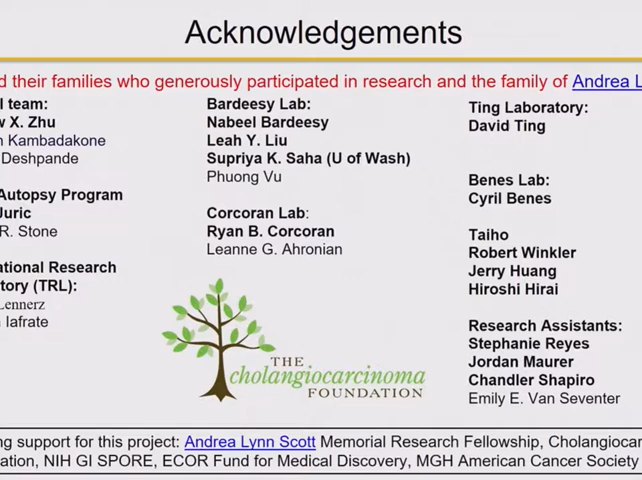 Acknowledgements
d their families who generously participated in research and the family of Andrea L
l team:
w X. Zhu
n Kambadakone
Deshpande
Autopsy Program
Juric
R. Stone
ational Research
tory (TRL):
Lennerz
n Iafrate
Bardeesy Lab:
Nabeel Bardeesy
Leah Y. Liu
Supriya K. Saha (U of Wash)
Phuong Vu
Corcoran Lab:
Ryan B. Corcoran
Leanne G. Ahronian
THE
cholangiocarcinoma
FOUNDATION
Ting Laboratory:
David Ting
Benes Lab:
Cyril Benes
Taiho
Robert Winkler
Jerry Huang
Hiroshi Hirai
Research Assistants:
Stephanie Reyes
Jordan Maurer
Chandler Shapiro
Emily E. Van Seventer
ng support for this project: Andrea Lynn Scott Memorial Research Fellowship, Cholangiocar
ation, NIH GI SPORE, ECOR Fund for Medical Discovery, MGH American Cancer Society